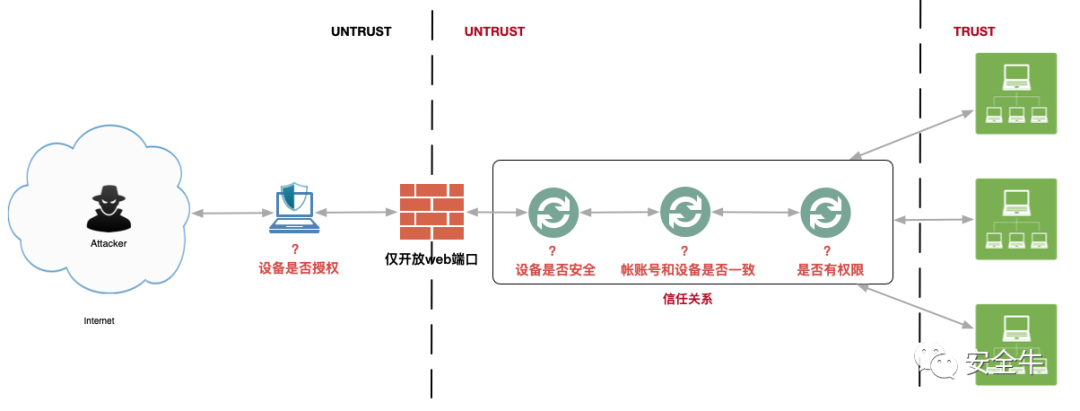 UNTRUST
UNTRUST
TRUST
Attacker
Internet
?
设备是否授权
仅开放web端口
?
设备是否安全
?
帐账号和设备是否一致
?
是否有权限
信任关系
安全牛